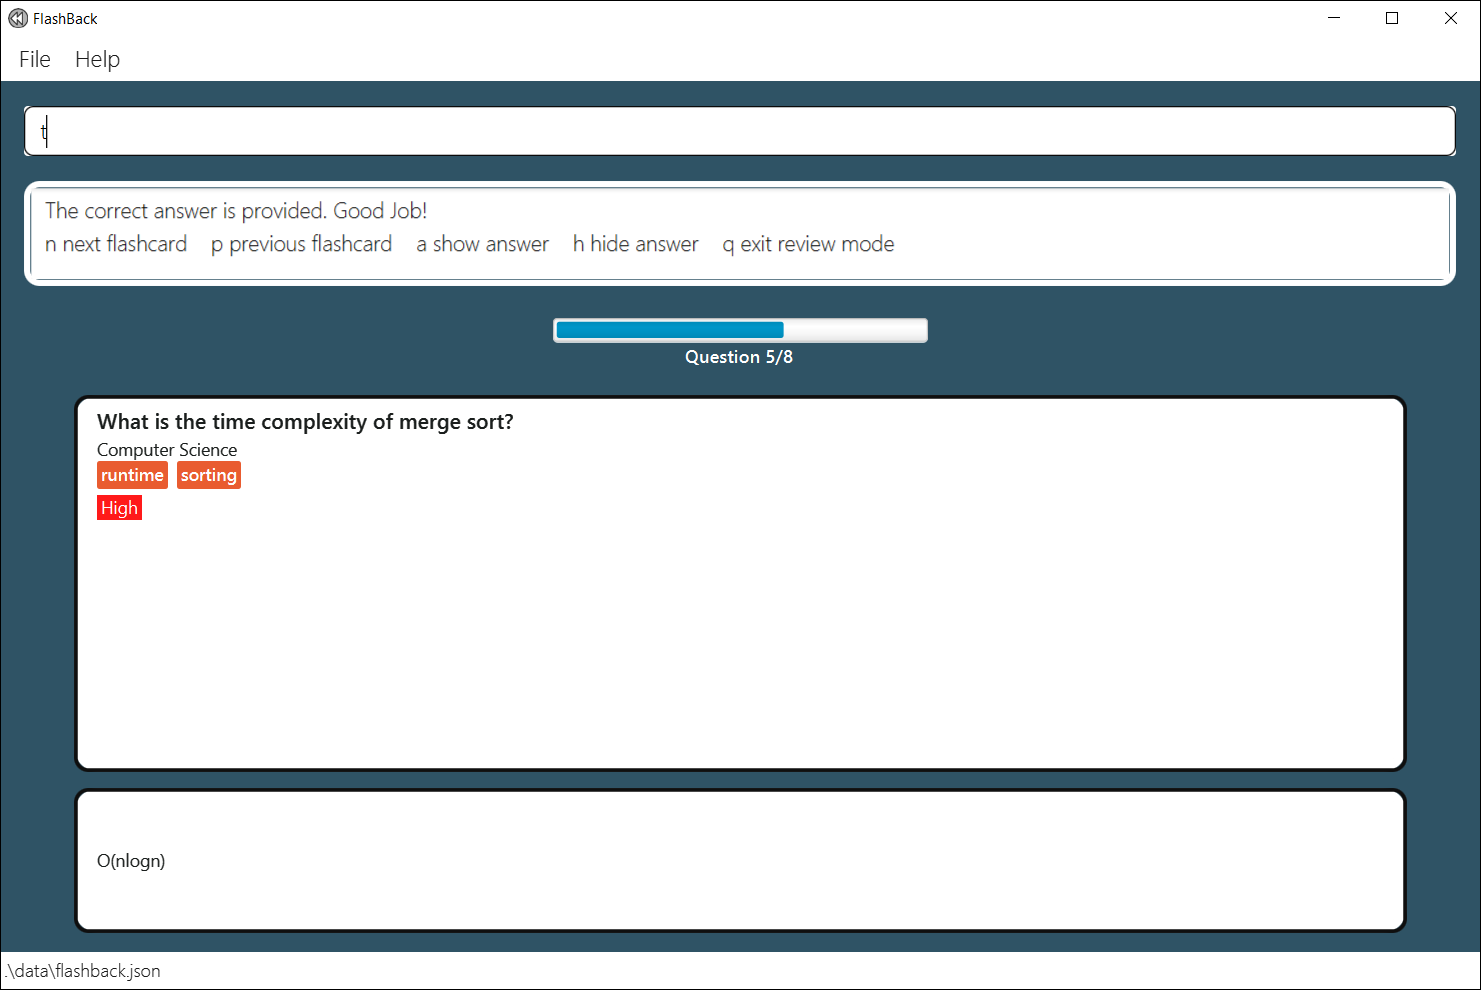 FlashBack
File Help
t
The correct answer is provided. Good Job!
n next flashcard p previous flashcard a show answer h hide answer q exit review mode
Question 5/8
What is the time complexity of merge sort?
Computer Science
runtime sorting
High
O(nlogn)
.\data\flashback.json